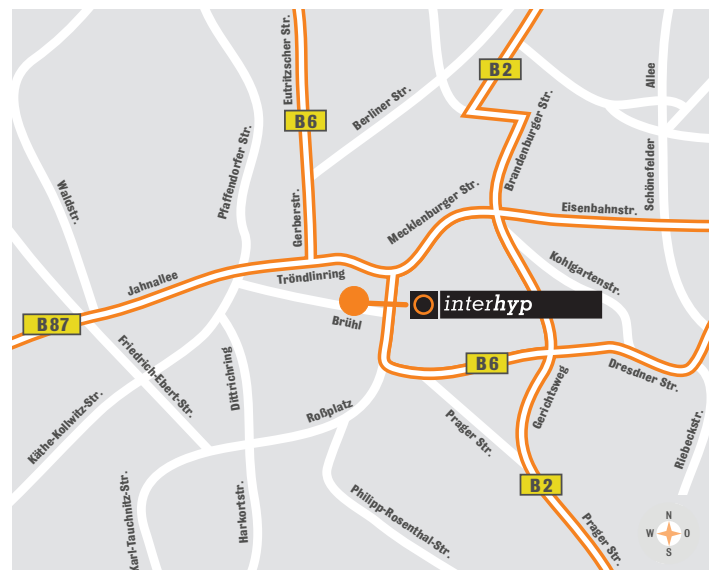 B2
Allee
Eutritzscher Str.
Berliner Str.
Brandenburger Str.
B6
Pfaffendorfer Str.
Schönefelder
Waldstr.
Gerberstr.
Mecklenburger Str.
Eisenbahnstr.
Kohlgartenstr.
Jahnallee
Tröndlinring
interhyp
Brühl
B87
Friedrich-Ebert-Str.
Dittrichring
B6
Dresdner Str.
Gerichtsweg
Käthe-Kollwitz-Str.
Roßplatz
Prager Str.
Riebeckstr.
B2
Karl-Tauchnitz-Str.
Harkortstr.
Philipp-Rosenthal-Str.
Prager Str.
N
W O
S